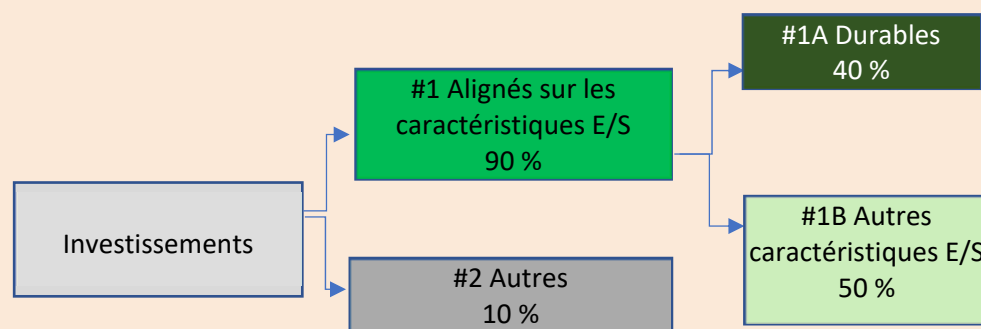 Investissements
#1 Alignés sur les
caractéristiques E/S
90 %
#2 Autres
10 %
#1A Durables
40 %
#1B Autres
caractéristiques E/S
50 %